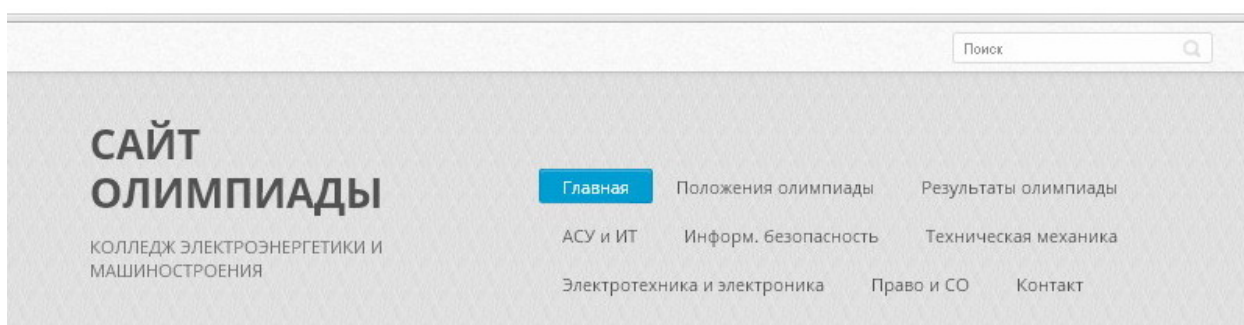 Поиск
САЙТ
ОЛИМПИАДЫ
КОЛЛЕДЖ ЭЛЕКТРОЭНЕРГЕТИКИ И
МАШИНОСТРОЕНИЯ
Главная Положения олимпиады Результаты олимпиады
АСУ и ИТ Информ. безопасность Техническая механика
Электротехника и электроника Право и СО Контакт